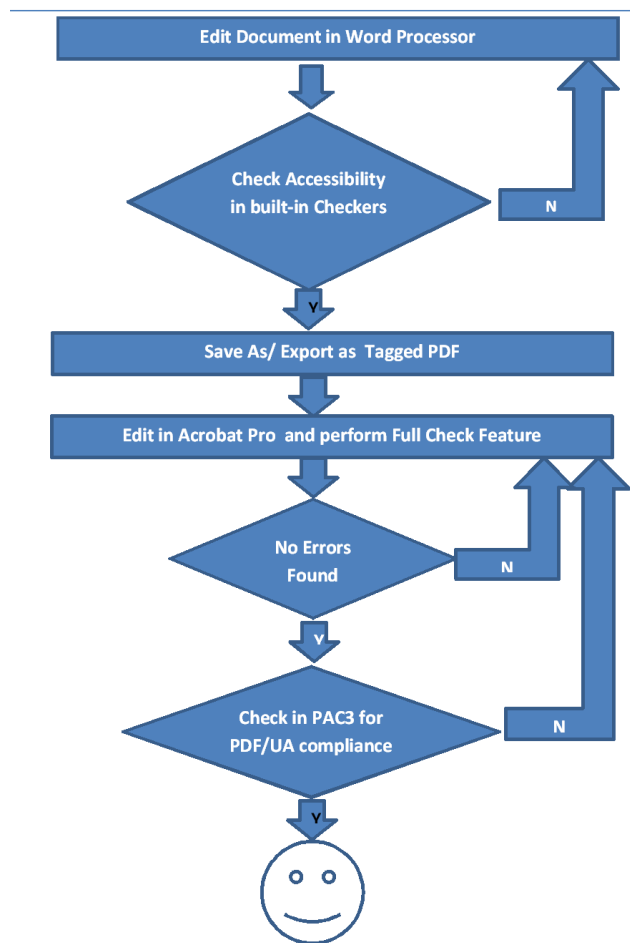 Edit Document in Word Processor
Check Accessibility
in built-in Checkers
N
Y
Save As/ Export as Tagged PDF
Edit in Acrobat Pro and perform Full Check Feature
No Errors
Found
N
Y
Check in PAC3 for
PDF/UA compliance
N
Y